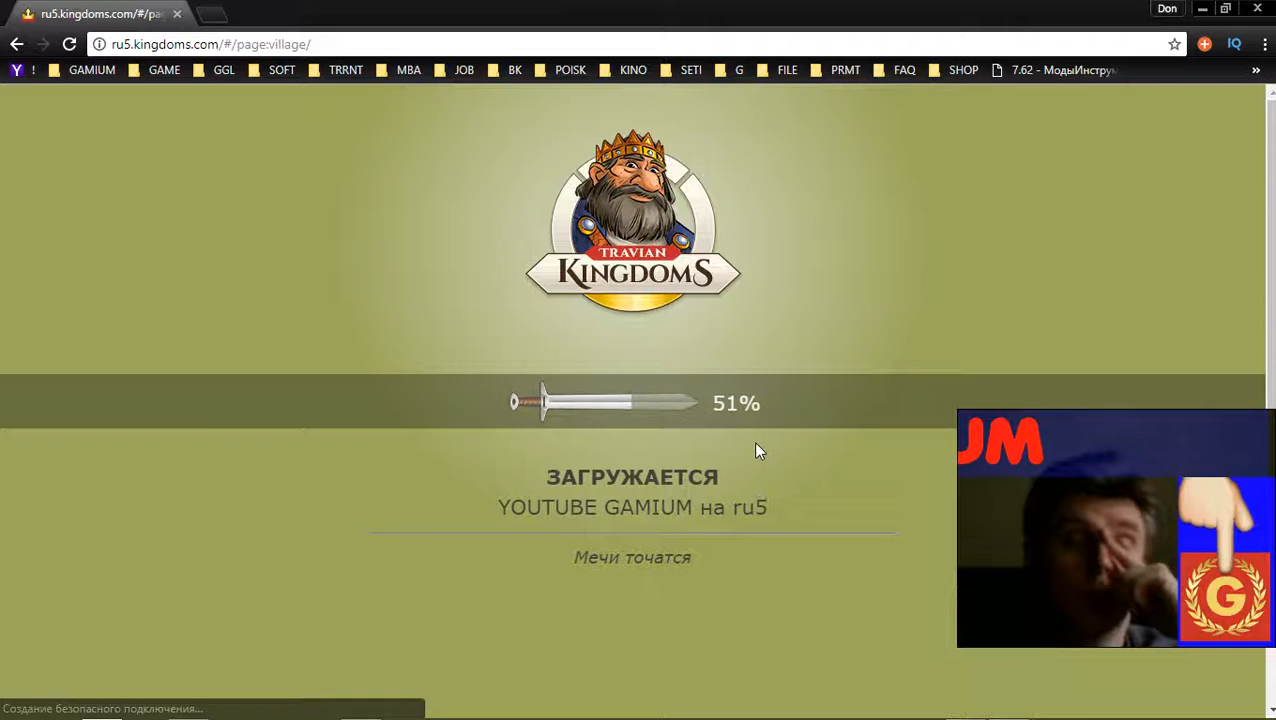 ru5.kingdoms.com/#/pa
Don
ru5.kingdoms.com/#/page:village/
IQ
Y ! GAMIUM GAME GGL SOFT TRRNT MBA JOB BK POISK KINO SETI G FILE PRMT FAQ SHOP 7.62 - МодыИнструм »
TRAVIAN
KINGDOMS
51%
JM
ЗАГРУЖАЕТСЯ
YOUTUBE GAMIUM на ru5
Мечи точатся
G
Создание безопасного подключения...